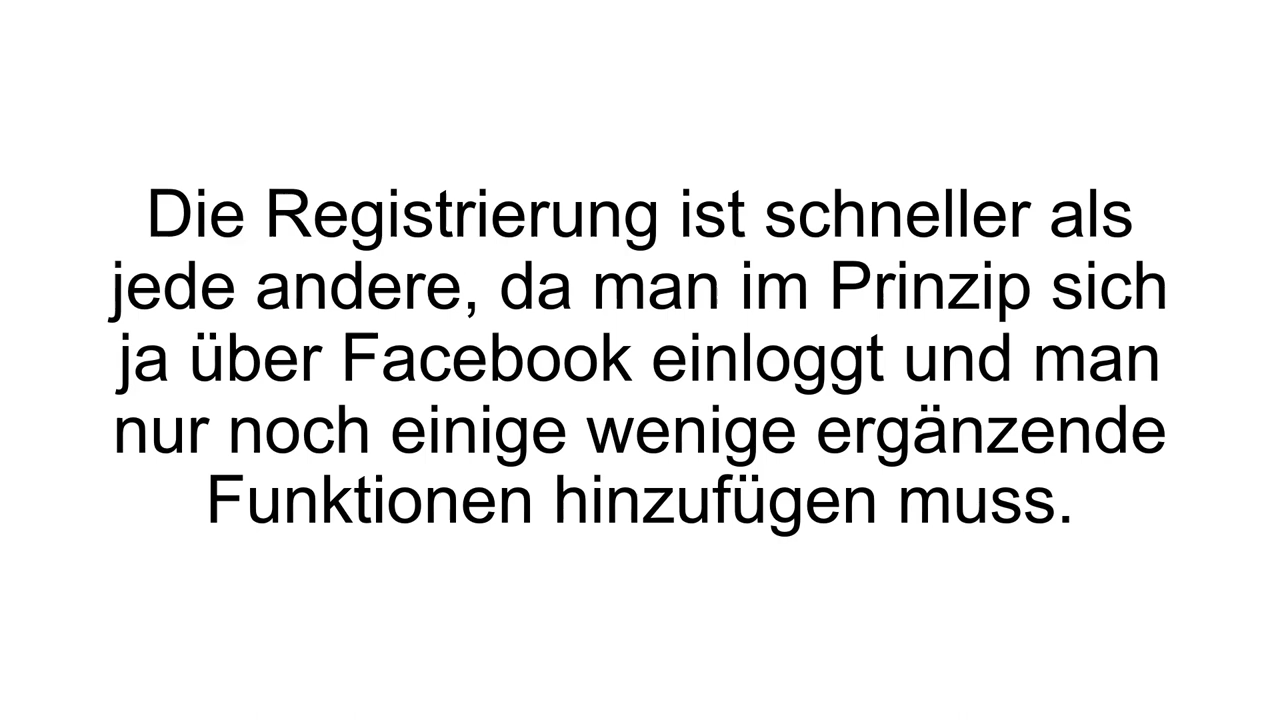 Die Registrierung ist schneller als
jede andere, da man im Prinzip sich
ja über Facebook einloggt und man
nur noch einige wenige ergänzende
Funktionen hinzufügen muss.